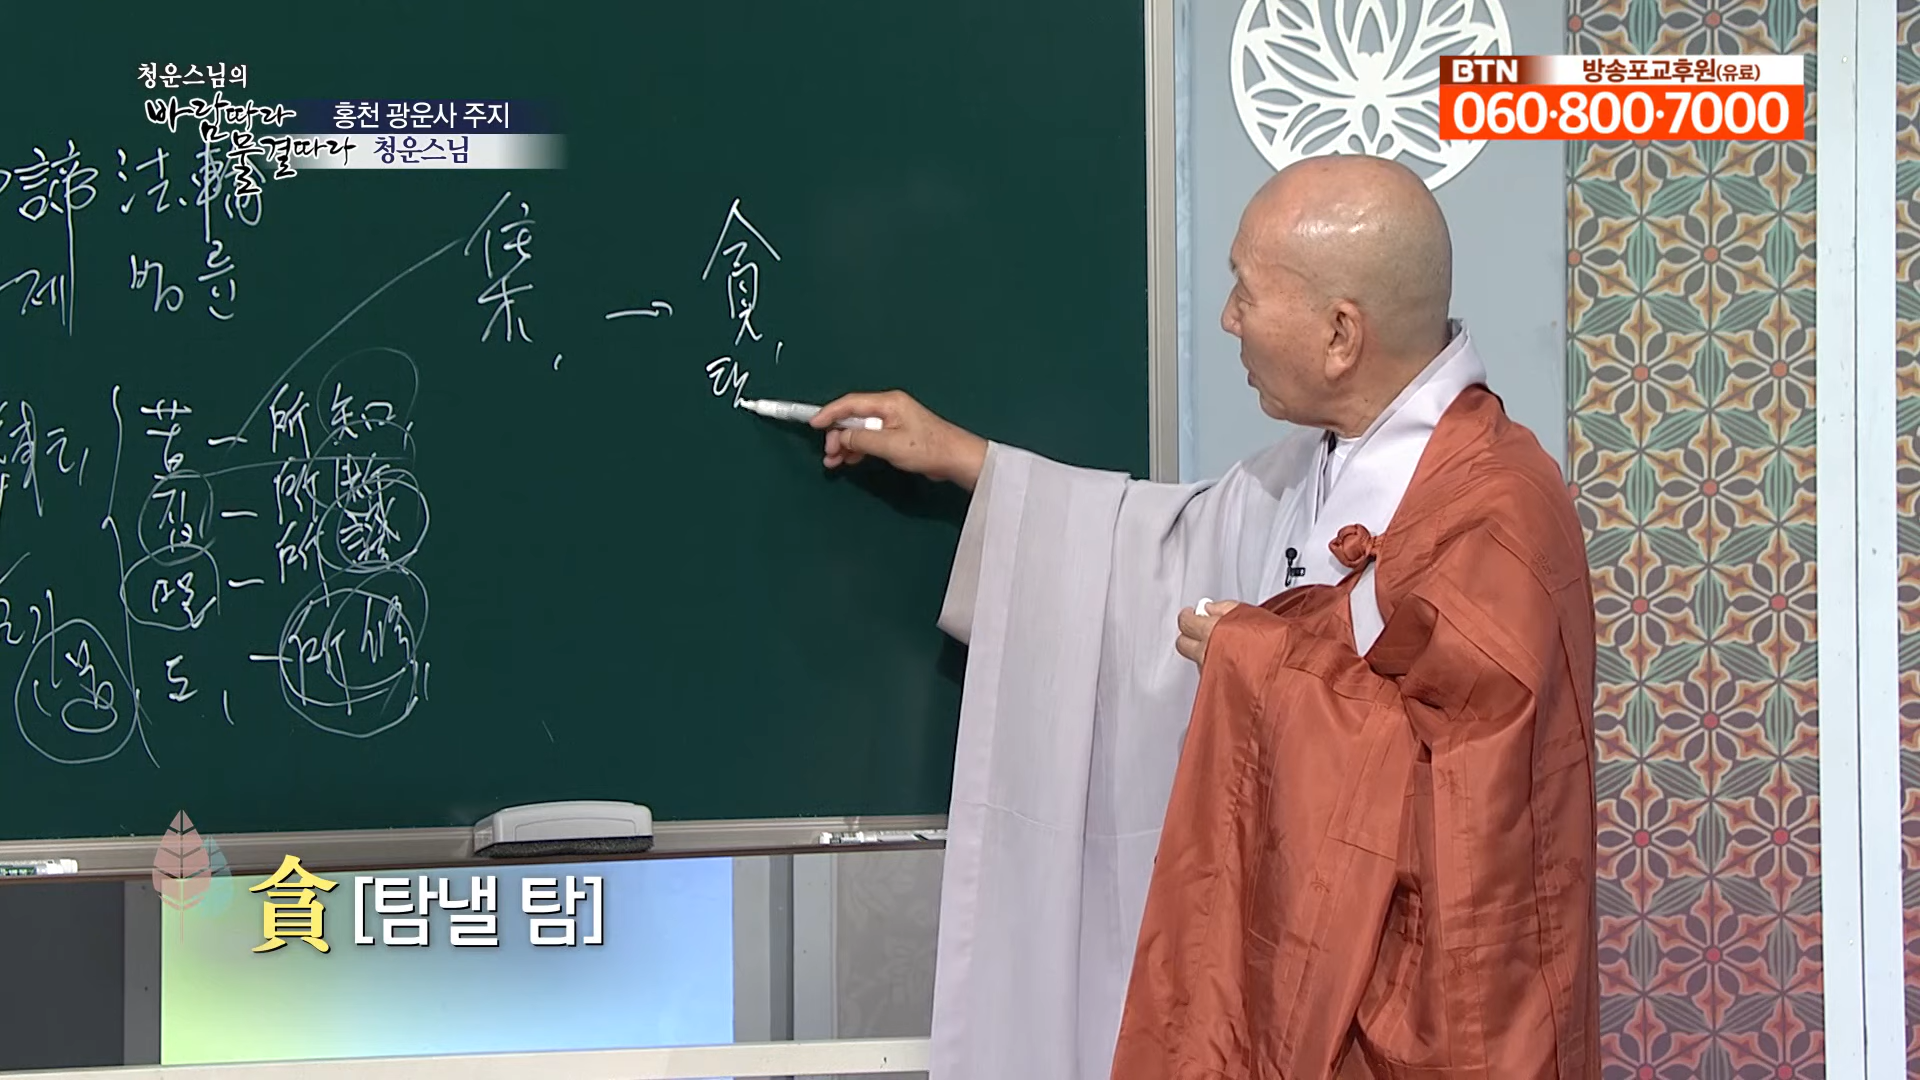 청운스님의
바람따라
물결따라
홍천 광운사 주지
청운스님
BTN 방송포교후원(유료)
060·800·7000
諦 法 輪
제 법 륜
集 → 貪
탐
苦 - 所 知
집 - 所 斷
멸 - 所 證
도 - 所 修
貪 [탐낼 탐]